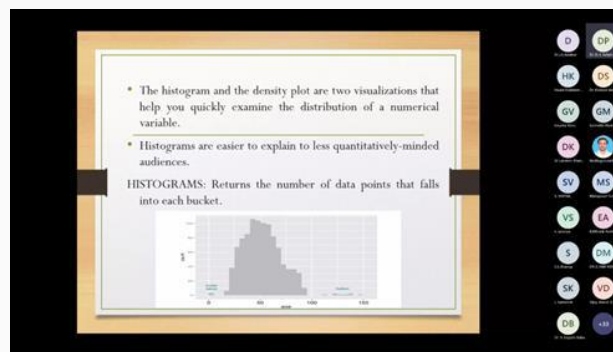 • The histogram and the density plot are two visualizations that
help you quickly examine the distribution of a numerical
variable.
• Histograms are easier to explain to less quantitatively-minded
audiences.
HISTOGRAMS: Returns the number of data points that falls
into each bucket.
0
50
100
150
D
DP
HK
DS
GV
GM
DK
SV
MS
VS
EA
S
DM
SK
VD
DB
+33